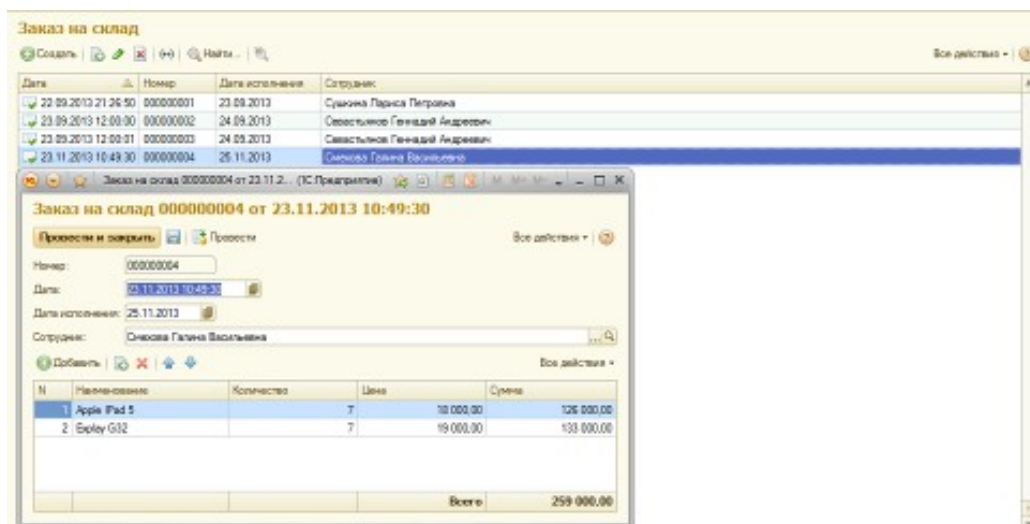 Заказ на склад
Создать Найти... Все действия
Дата Номер Дата исполнения Сотрудник
22.09.2013 21:26:50 000000001 23.09.2013 Сушкина Лариса Петровна
23.09.2013 12:00:00 000000002 24.09.2013 Севастьянов Геннадий Андреевич
23.09.2013 12:00:01 000000003 24.09.2013 Севастьянов Геннадий Андреевич
23.11.2013 10:49:30 000000004 25.11.2013 Смехова Галина Васильевна
Заказ на склад 000000004 от 23.11.2... (1С:Предприятие) M M+ M-
Заказ на склад 000000004 от 23.11.2013 10:49:30
Провести и закрыть Провести Все действия
Номер: 000000004
Дата: 23.11.2013 10:49:30
Дата исполнения: 25.11.2013
Сотрудник: Смехова Галина Васильевна
Добавить Все действия
N Наименование Количество Цена Сумма
1 Apple IPad 5 7 18 000,00 126 000,00
2 Explay G32 7 19 000,00 133 000,00
Всего 259 000,00